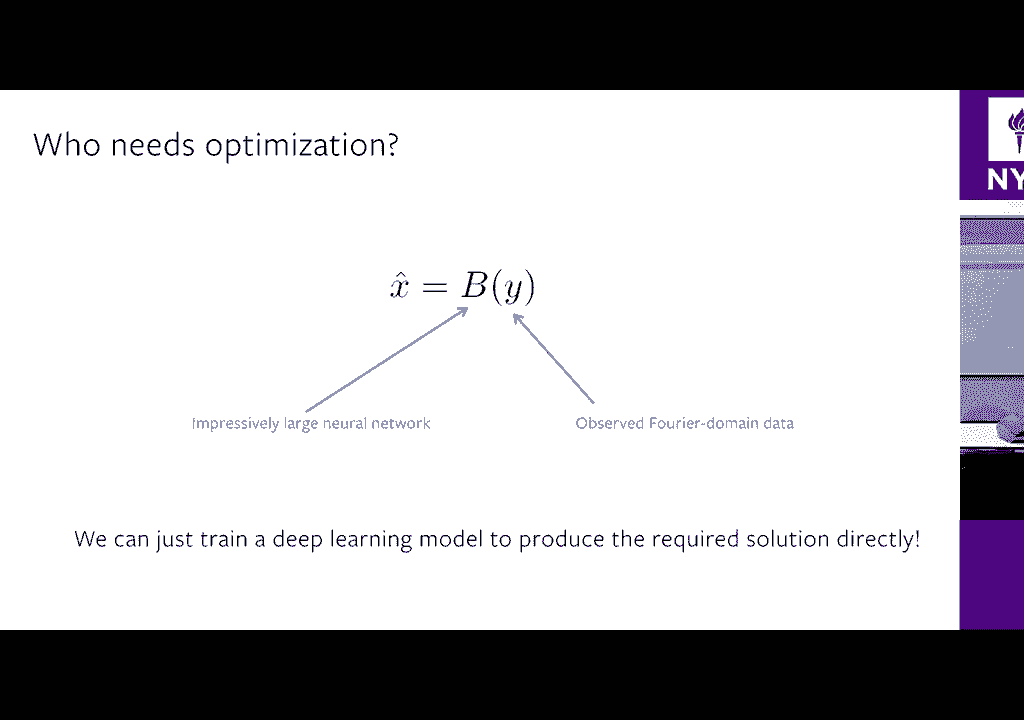 Who needs optimization?
NY
x̂ = B(y)
Impressively large neural network
Observed Fourier-domain data
We can just train a deep learning model to produce the required solution directly!